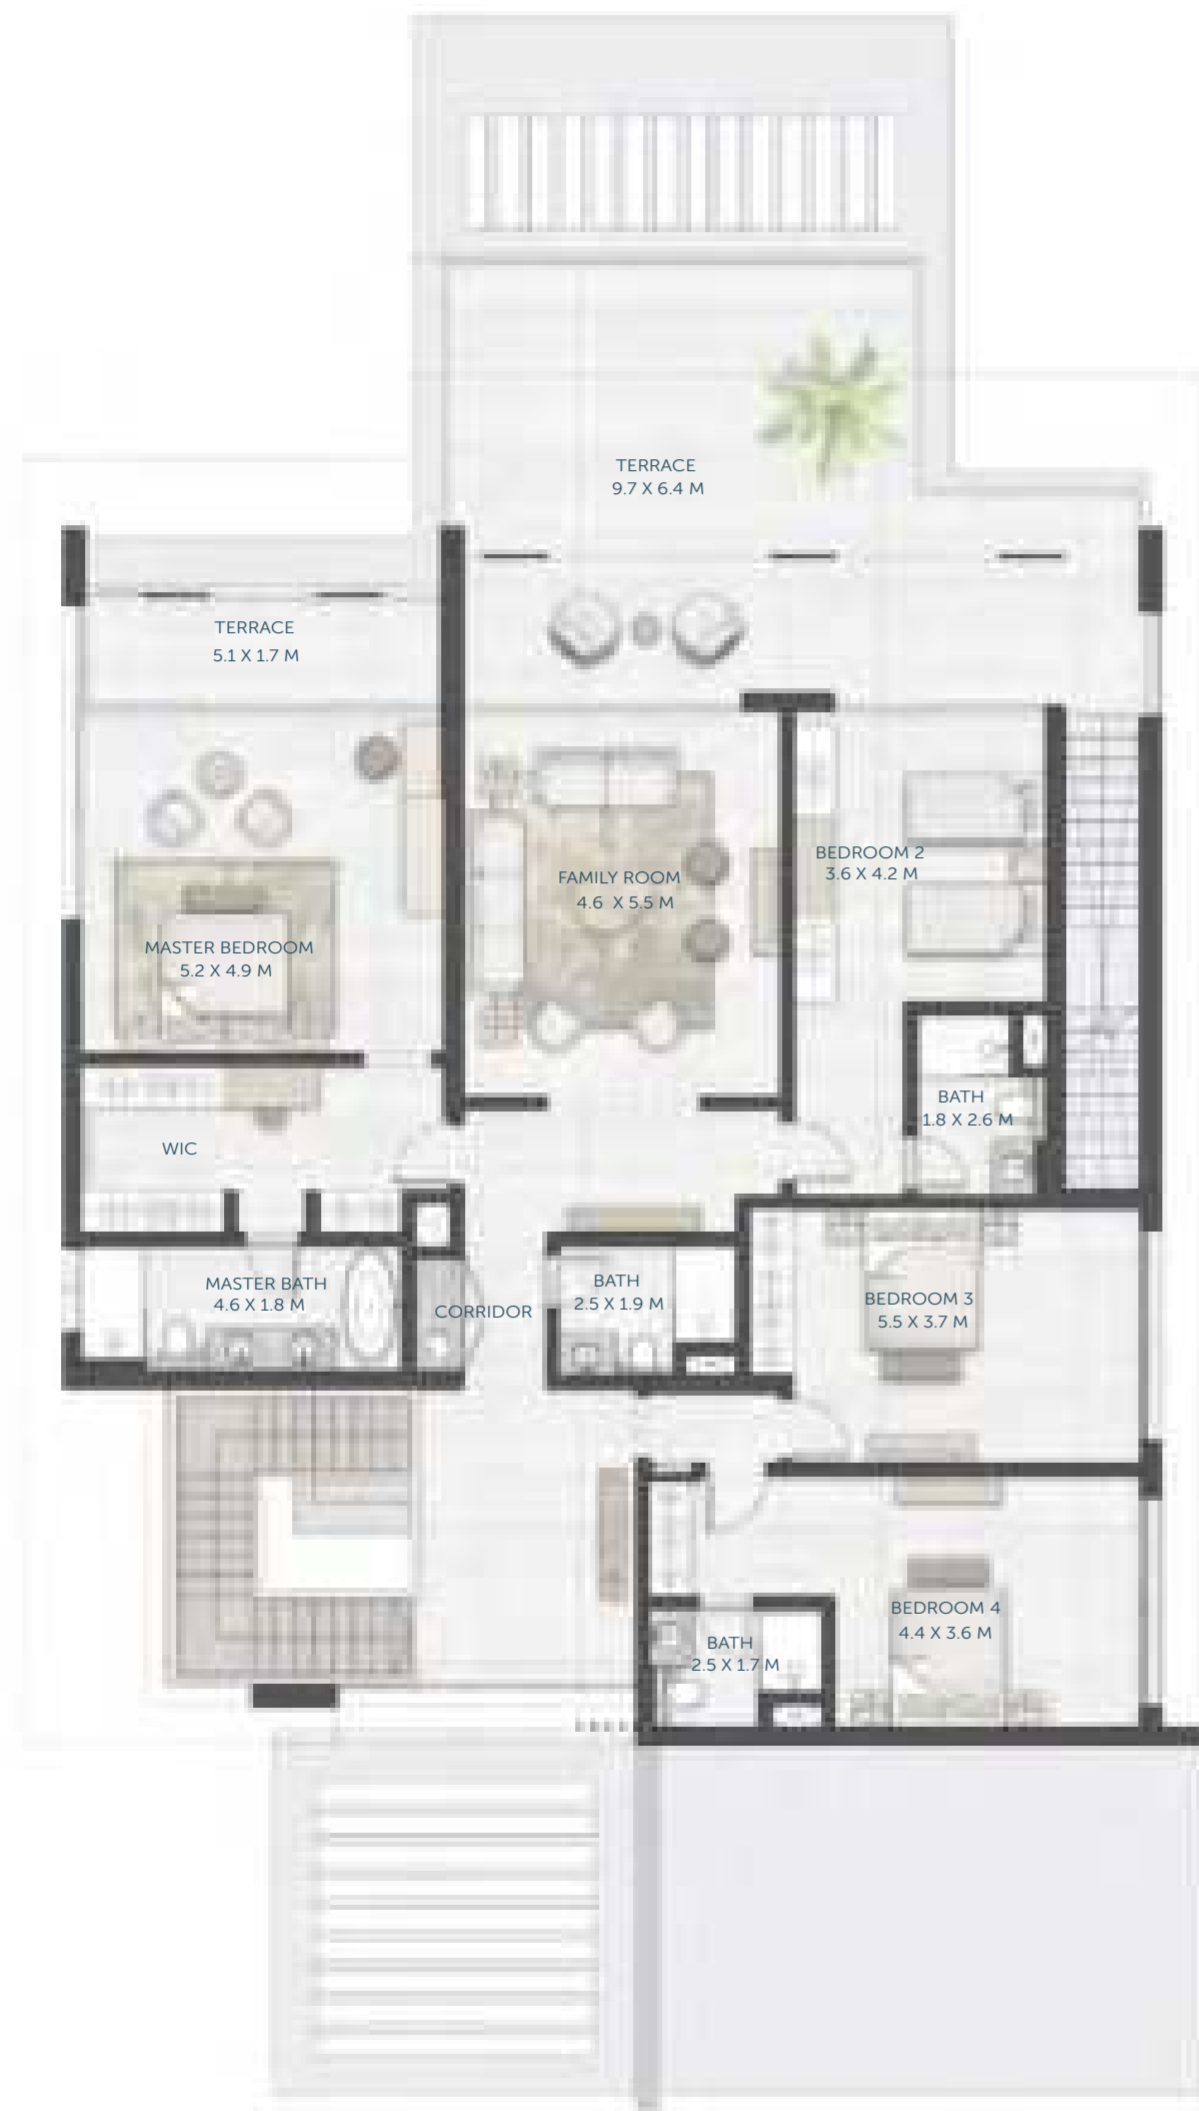 TERRACE
9.7 X 6.4 M
TERRACE
5.1 X 1.7 M
BEDROOM 2
3.6 X 4.2 M
FAMILY ROOM
4.6 X 5.5 M
MASTER BEDROOM
5.2 X 4.9 M
BATH
1.8 X 2.6 M
WIC
MASTER BATH
4.6 X 1.8 M
CORRIDOR
BATH
2.5 X 1.9 M
BEDROOM 3
5.5 X 3.7 M
BEDROOM 4
4.4 X 3.6 M
BATH
2.5 X 1.7 M